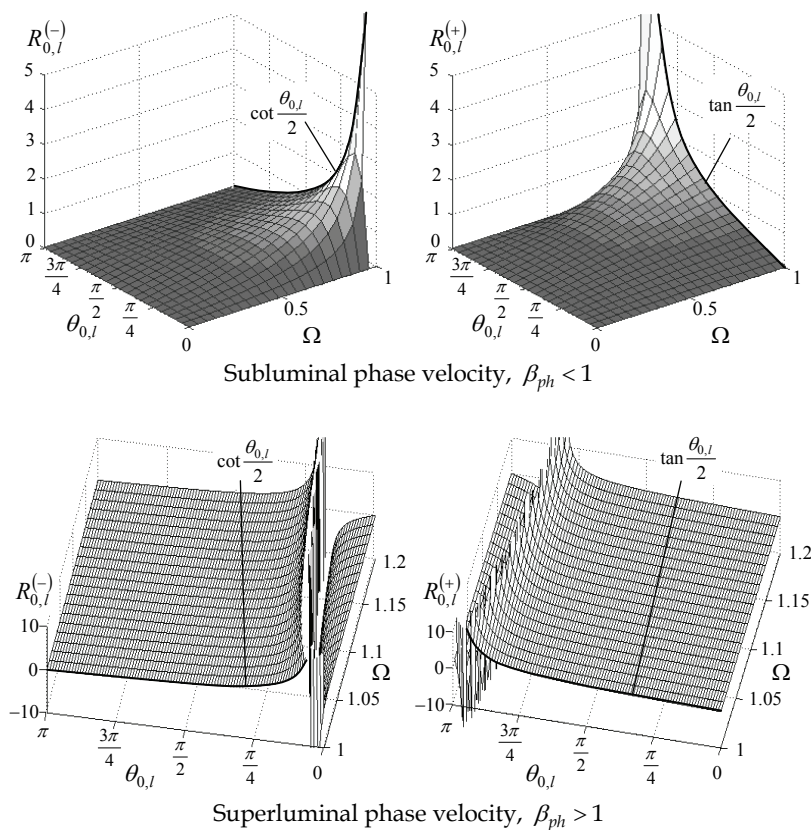 R_{0,l}^{(-)}
5
4
3
2
1
0
π
3π/4
π/2
π/4
0
θ_{0,l}
0.5
1
Ω
cot θ_{0,l}/2
R_{0,l}^{(+)}
5
4
3
2
1
0
π
3π/4
π/2
π/4
0
θ_{0,l}
0.5
1
Ω
tan θ_{0,l}/2
Subluminal phase velocity, β_{ph} < 1
cot θ_{0,l}/2
R_{0,l}^{(-)}
10
0
−10
π
3π/4
π/2
π/4
0
θ_{0,l}
1.2
1.15
1.1
1.05
1
Ω
tan θ_{0,l}/2
R_{0,l}^{(+)}
10
0
−10
π
3π/4
π/2
π/4
0
θ_{0,l}
1.2
1.15
1.1
1.05
1
Ω
Superluminal phase velocity, β_{ph} > 1